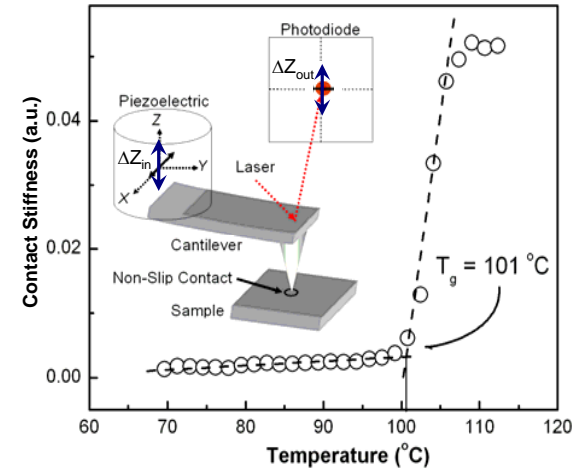 Photodiode
ΔZout
Piezoelectric
Z
ΔZin
Y
X
Laser
Cantilever
Non-Slip Contact
Sample
Tg = 101 °C
0.04
0.02
0.00
Contact Stiffness (a.u.)
60 70 80 90 100 110 120
Temperature (°C)